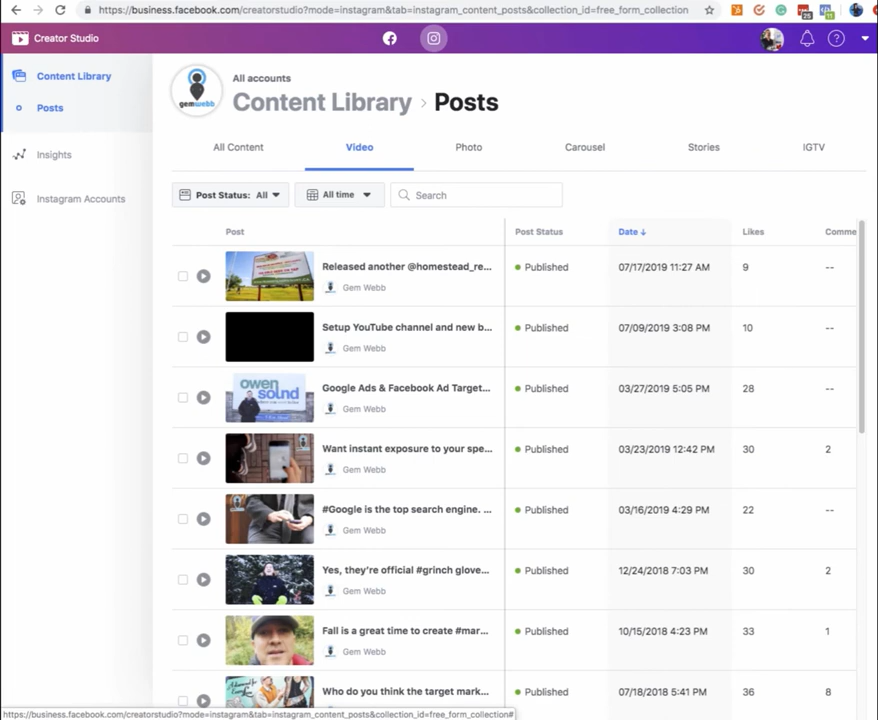 https://business.facebook.com/creatorstudio?mode=instagram&tab=instagram_content_posts&collection_id=free_form_collection
25
11
Creator Studio
Content Library
Posts
Insights
Instagram Accounts
gemwebb
All accounts
Content Library › Posts
All Content Video Photo Carousel Stories IGTV
Post Status: All All time Search
Post Post Status Date ↓ Likes Comme
Released another @homestead_re... Published 07/17/2019 11:27 AM 9 --
Gem Webb
Setup YouTube channel and new b... Published 07/09/2019 3:08 PM 10 --
Gem Webb
owen
sound
Google Ads & Facebook Ad Target... Published 03/27/2019 5:05 PM 28 --
Gem Webb
Want instant exposure to your spe... Published 03/23/2019 12:42 PM 30 2
Gem Webb
#Google is the top search engine. ... Published 03/16/2019 4:29 PM 22 --
Gem Webb
Yes, they're official #grinch glove... Published 12/24/2018 7:03 PM 30 2
Gem Webb
Fall is a great time to create #mar... Published 10/15/2018 4:23 PM 33 1
Gem Webb
Who do you think the target mark... Published 07/18/2018 5:41 PM 36 8
https://business.facebook.com/creatorstudio?mode=instagram&tab=instagram_content_posts&collection_id=free_form_collection#